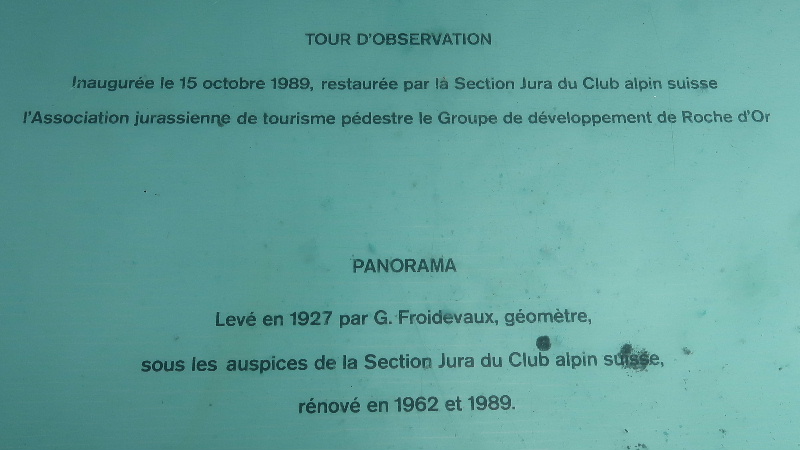 TOUR D'OBSERVATION
Inaugurée le 15 octobre 1989, restaurée par la Section Jura du Club alpin suisse
l'Association jurassienne de tourisme pédestre le Groupe de développement de Roche d'Or
PANORAMA
Levé en 1927 par G. Froidevaux, géomètre,
sous les auspices de la Section Jura du Club alpin suisse,
rénové en 1962 et 1989.